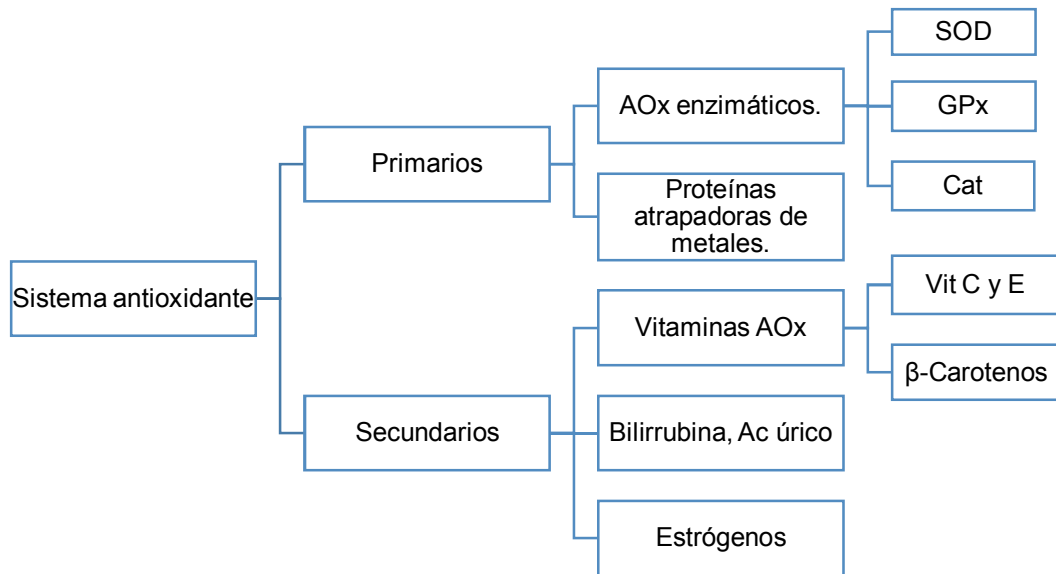 Sistema antioxidante
Primarios
AOx enzimáticos.
SOD
GPx
Cat
Proteínas
atrapadoras de
metales.
Secundarios
Vitaminas AOx
Vit C y E
β-Carotenos
Bilirrubina, Ac úrico
Estrógenos